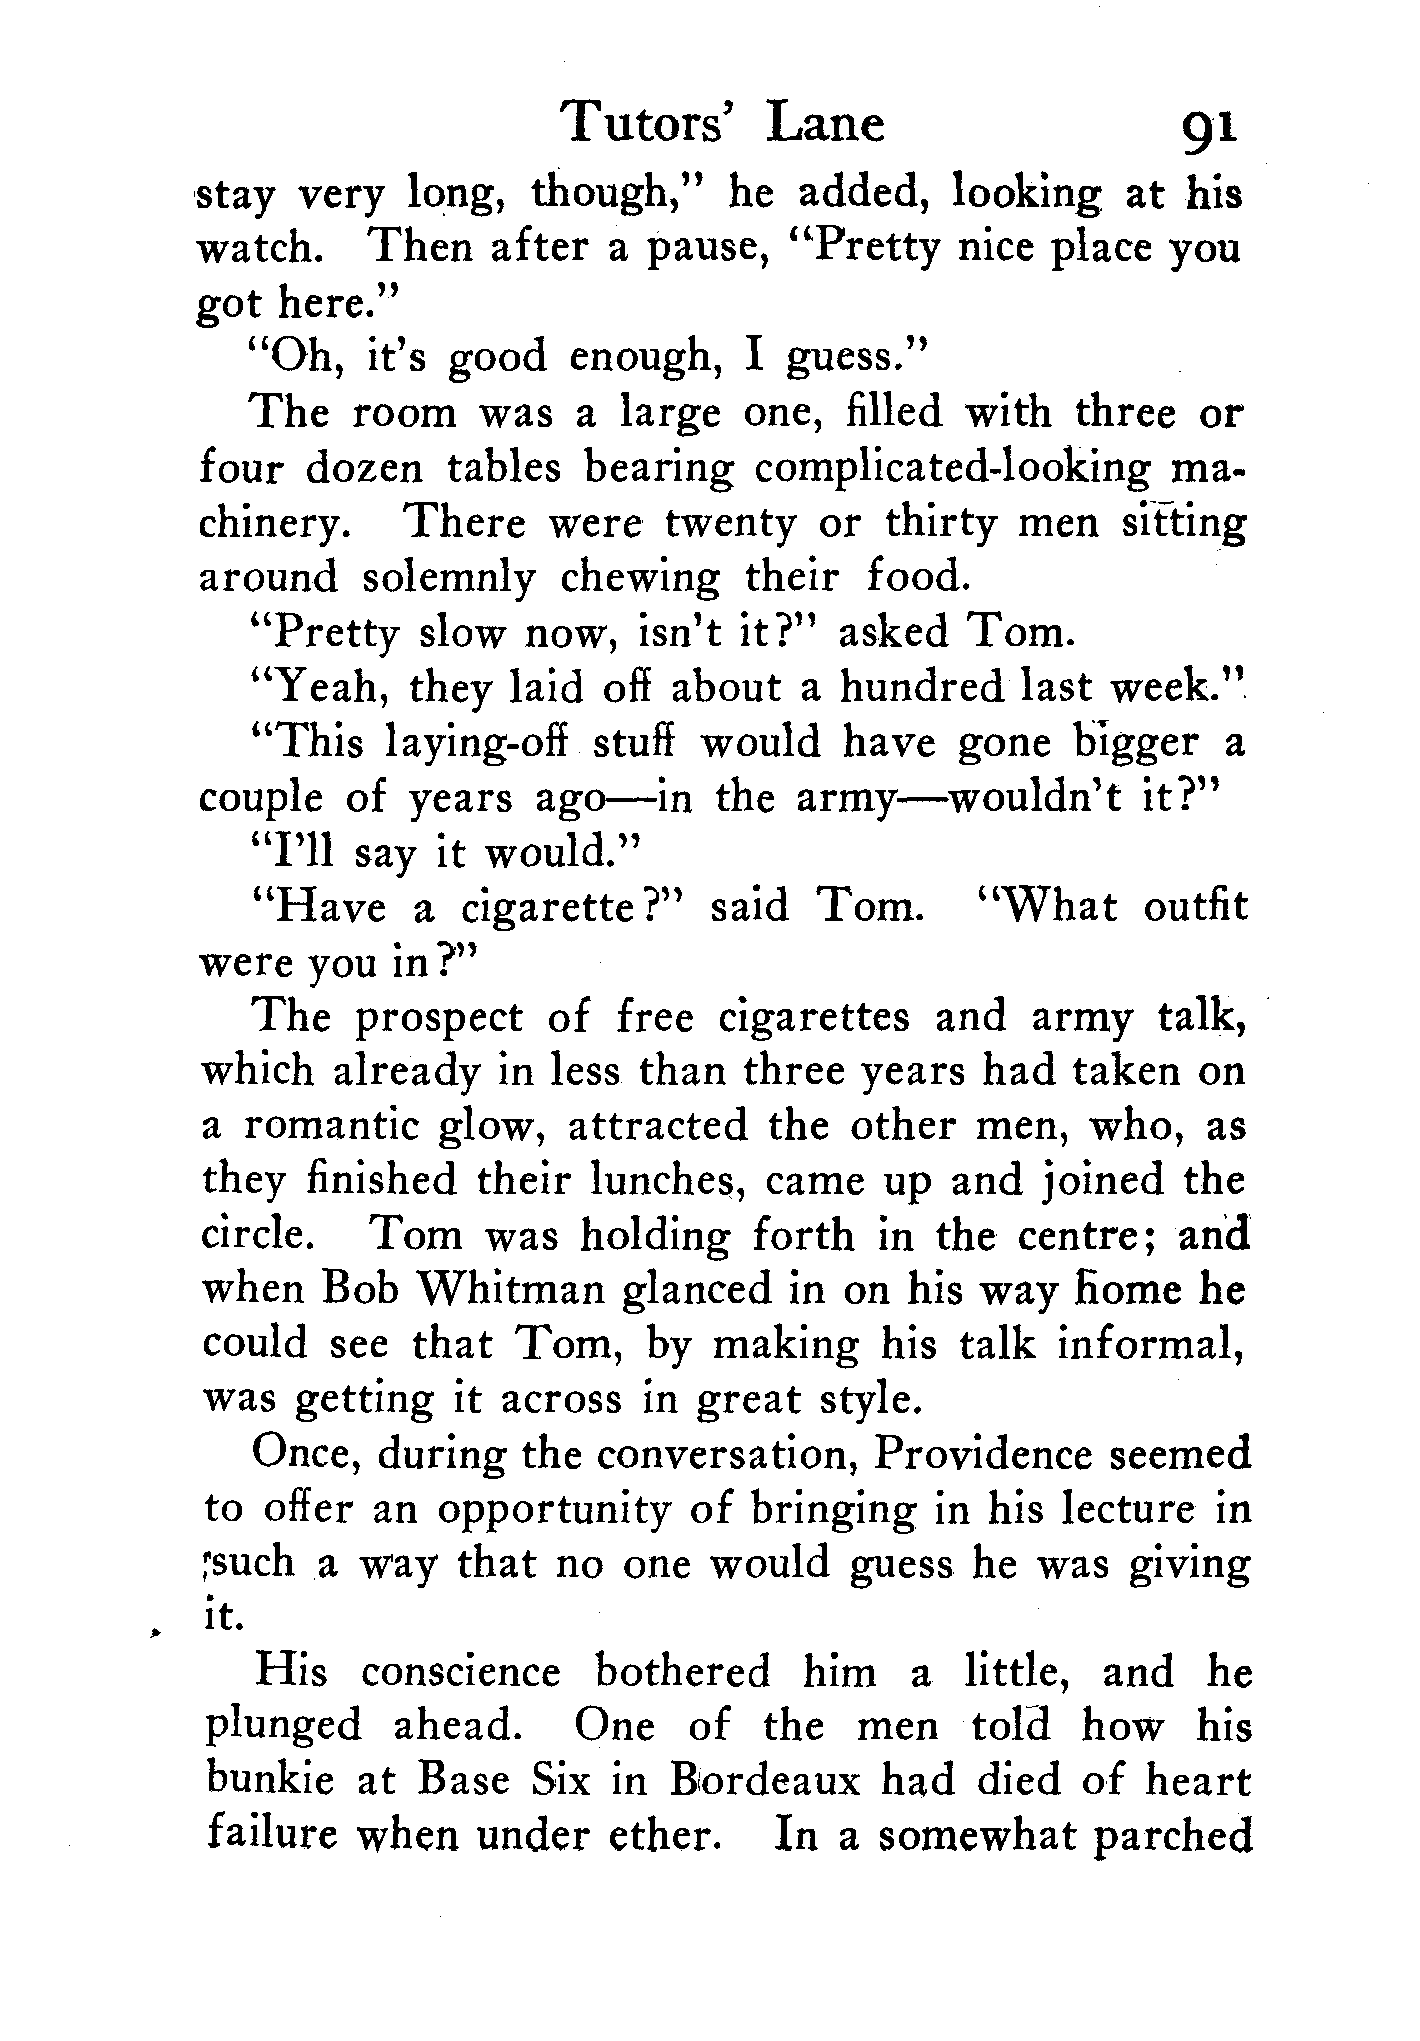 Tutors' Lane 91
stay very long, though," he added, looking at his
watch. Then after a pause, "Pretty nice place you
got here."
"Oh, it's good enough, I guess."
The room was a large one, filled with three or
four dozen tables bearing complicated-looking ma-
chinery. There were twenty or thirty men sitting
around solemnly chewing their food.
"Pretty slow now, isn't it?" asked Tom.
"Yeah, they laid off about a hundred last week."
"This laying-off stuff would have gone bigger a
couple of years ago—in the army—wouldn't it?"
"I'll say it would."
"Have a cigarette?" said Tom. "What outfit
were you in?"
The prospect of free cigarettes and army talk,
which already in less than three years had taken on
a romantic glow, attracted the other men, who, as
they finished their lunches, came up and joined the
circle. Tom was holding forth in the centre; and
when Bob Whitman glanced in on his way home he
could see that Tom, by making his talk informal,
was getting it across in great style.
Once, during the conversation, Providence seemed
to offer an opportunity of bringing in his lecture in
such a way that no one would guess he was giving
it.
His conscience bothered him a little, and he
plunged ahead. One of the men told how his
bunkie at Base Six in Bordeaux had died of heart
failure when under ether. In a somewhat parched